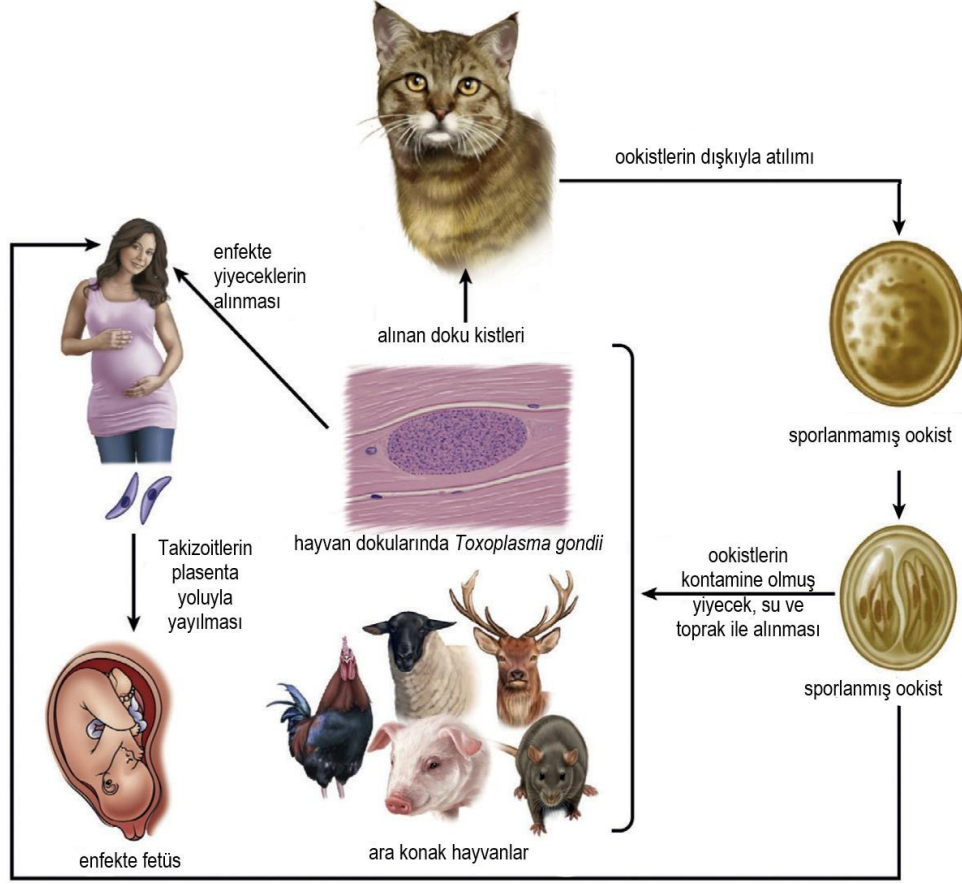 ookistlerin dışkıyla atılımı
enfekte
yiyeceklerin
alınması
alınan doku kistleri
sporlanmamış ookist
hayvan dokularında Toxoplasma gondii
Takizoitlerin
plasenta
yoluyla
yayılması
ookistlerin
kontamine olmuş
yiyecek, su ve
toprak ile alınması
sporlanmış ookist
enfekte fetüs
ara konak hayvanlar